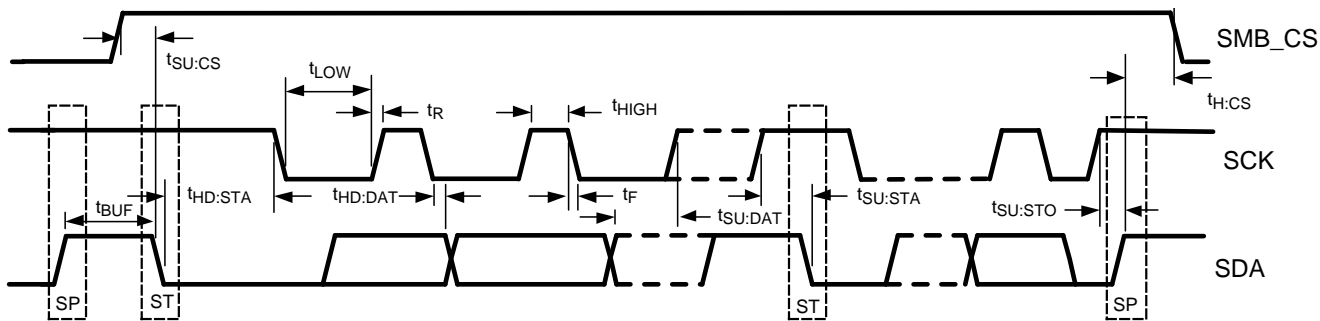 SMB_CS
tSU:CS
tLOW
tR
tHIGH
tH:CS
SCK
tHD:STA
tHD:DAT
tF
tSU:DAT
tSU:STA
tSU:STO
tBUF
SDA
SP
ST
ST
SP